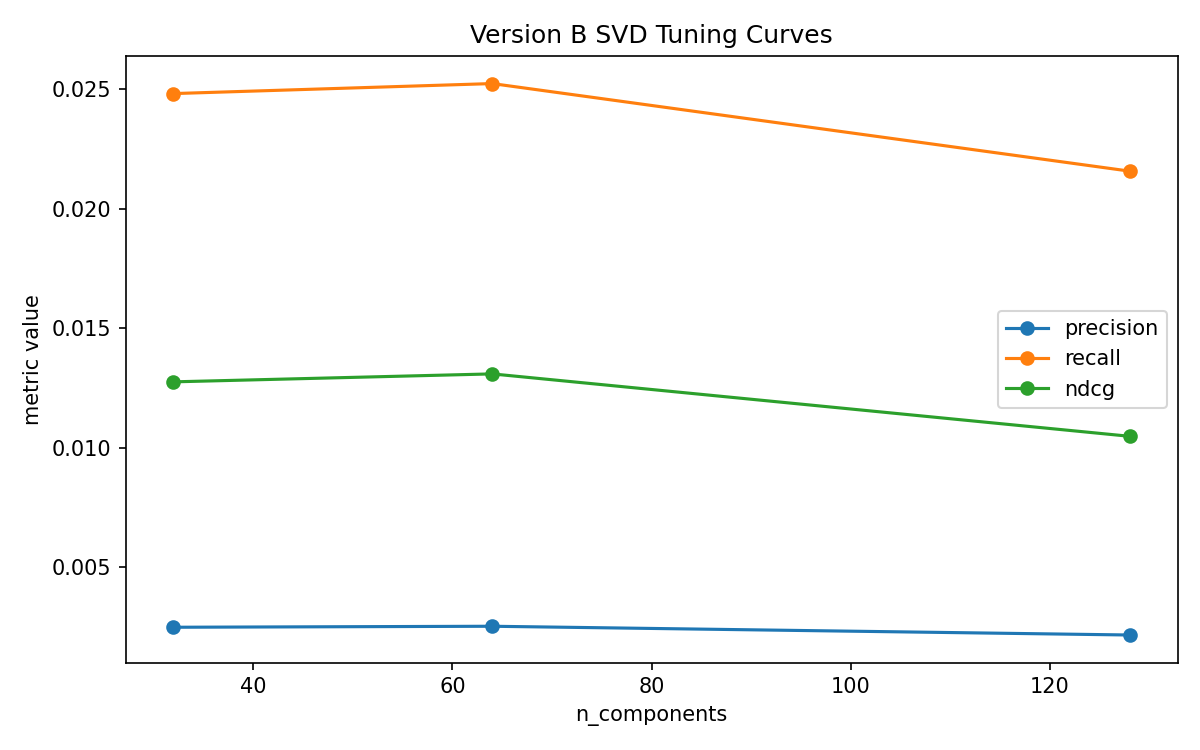 Version B SVD Tuning Curves
metric value
0.025
0.020
0.015
0.010
0.005
precision
recall
ndcg
40 60 80 100 120
n_components